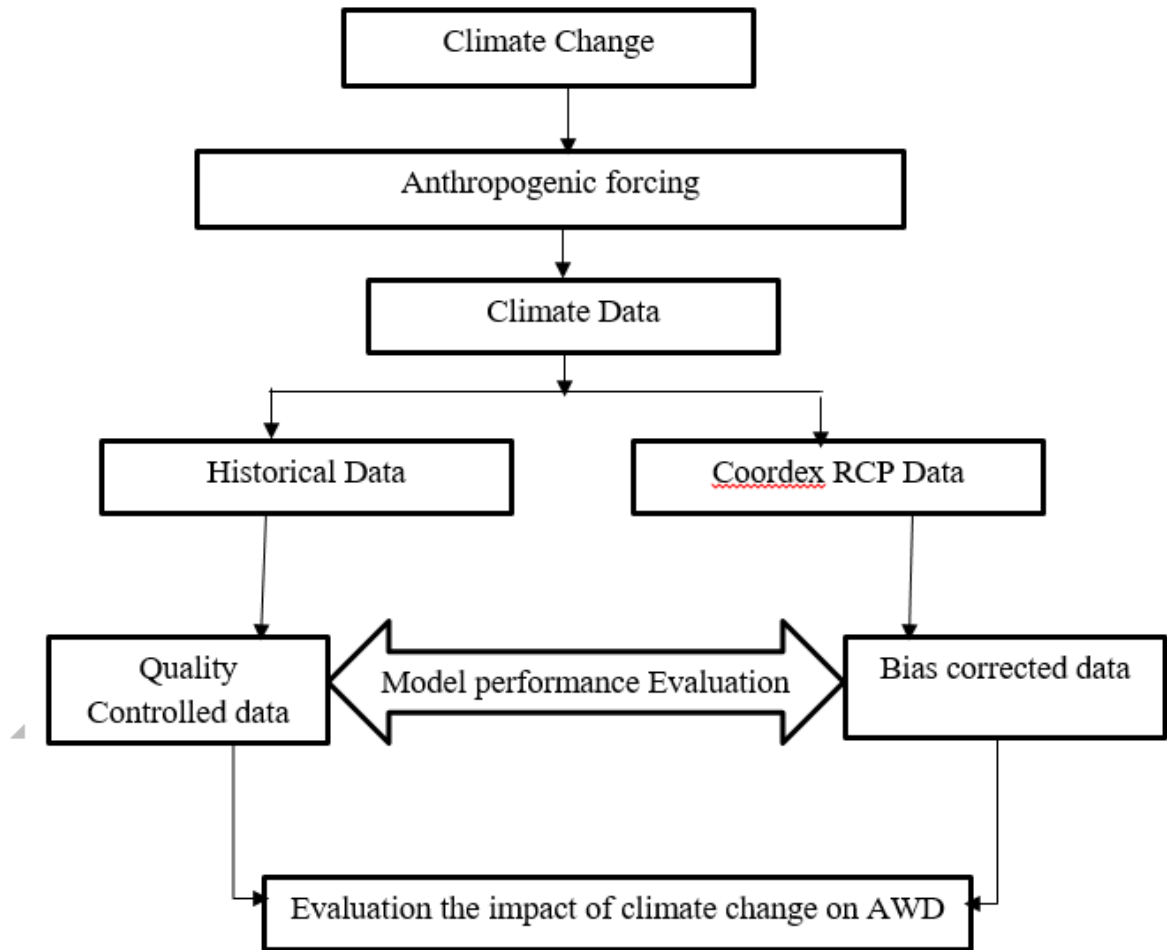 Climate Change
Anthropogenic forcing
Climate Data
Historical Data
Coordex RCP Data
Quality
Controlled data
Model performance Evaluation
Bias corrected data
Evaluation the impact of climate change on AWD